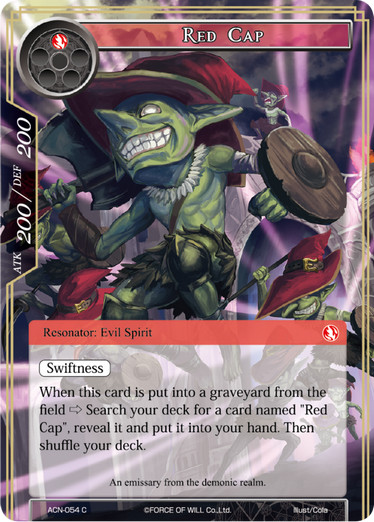 Red Cap
ATK 200 / DEF 200
Resonator: Evil Spirit
Swiftness
When this card is put into a graveyard from the
field ⇨ Search your deck for a card named "Red
Cap", reveal it and put it into your hand. Then
shuffle your deck.
An emissary from the demonic realm.
ACN-054 C ©FORCE OF WILL Co.,Ltd. Illust/Cola